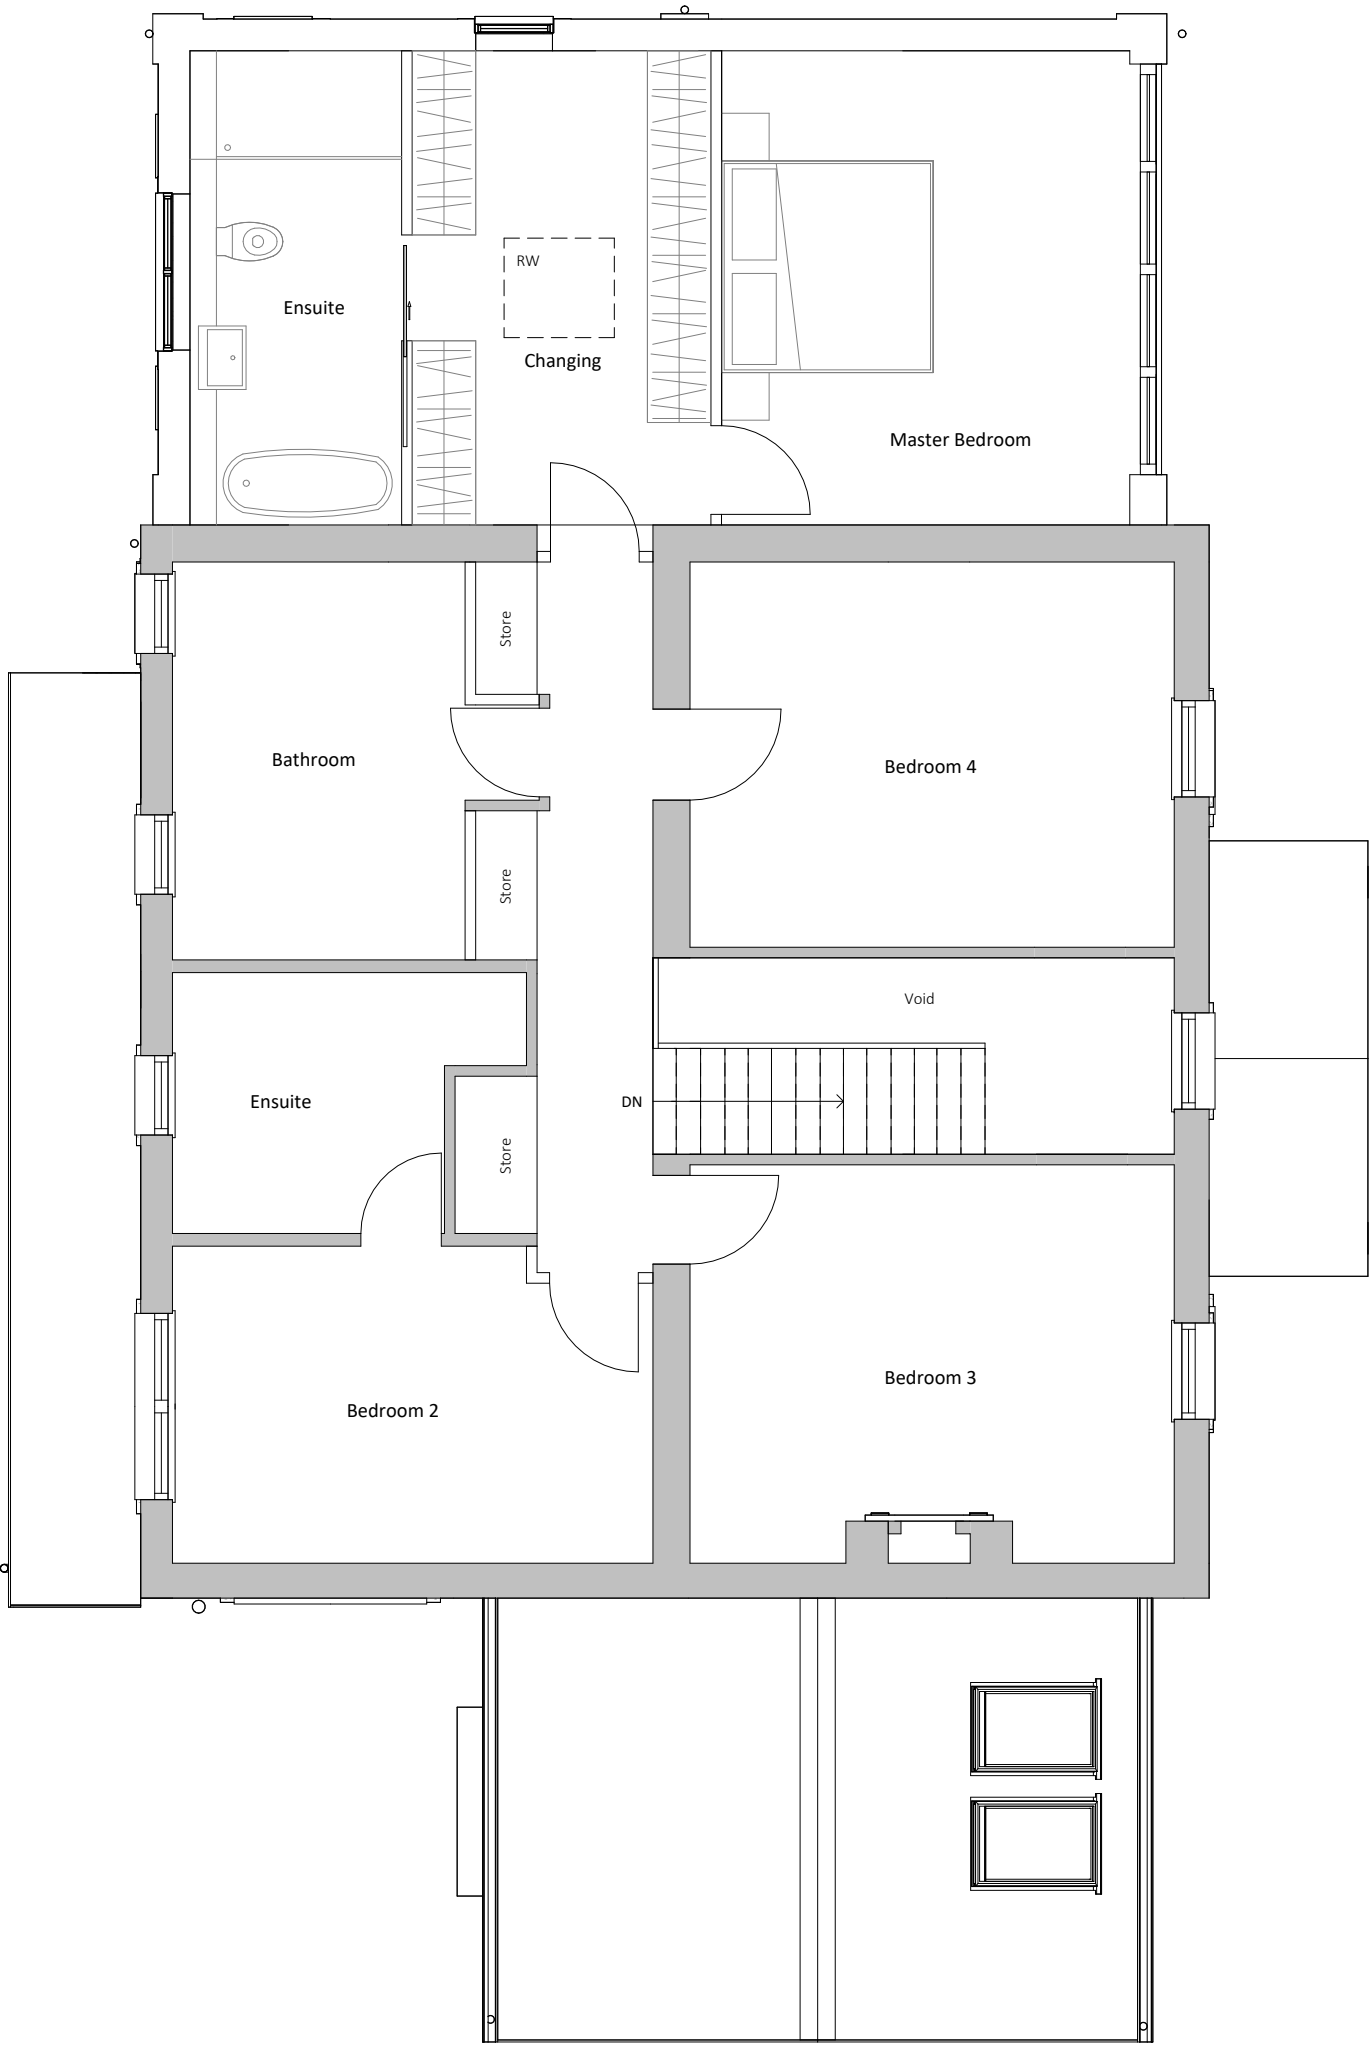 RW
Ensuite
Changing
Master Bedroom
Store
Bathroom
Bedroom 4
Store
Void
Ensuite
DN
Store
Bedroom 3
Bedroom 2